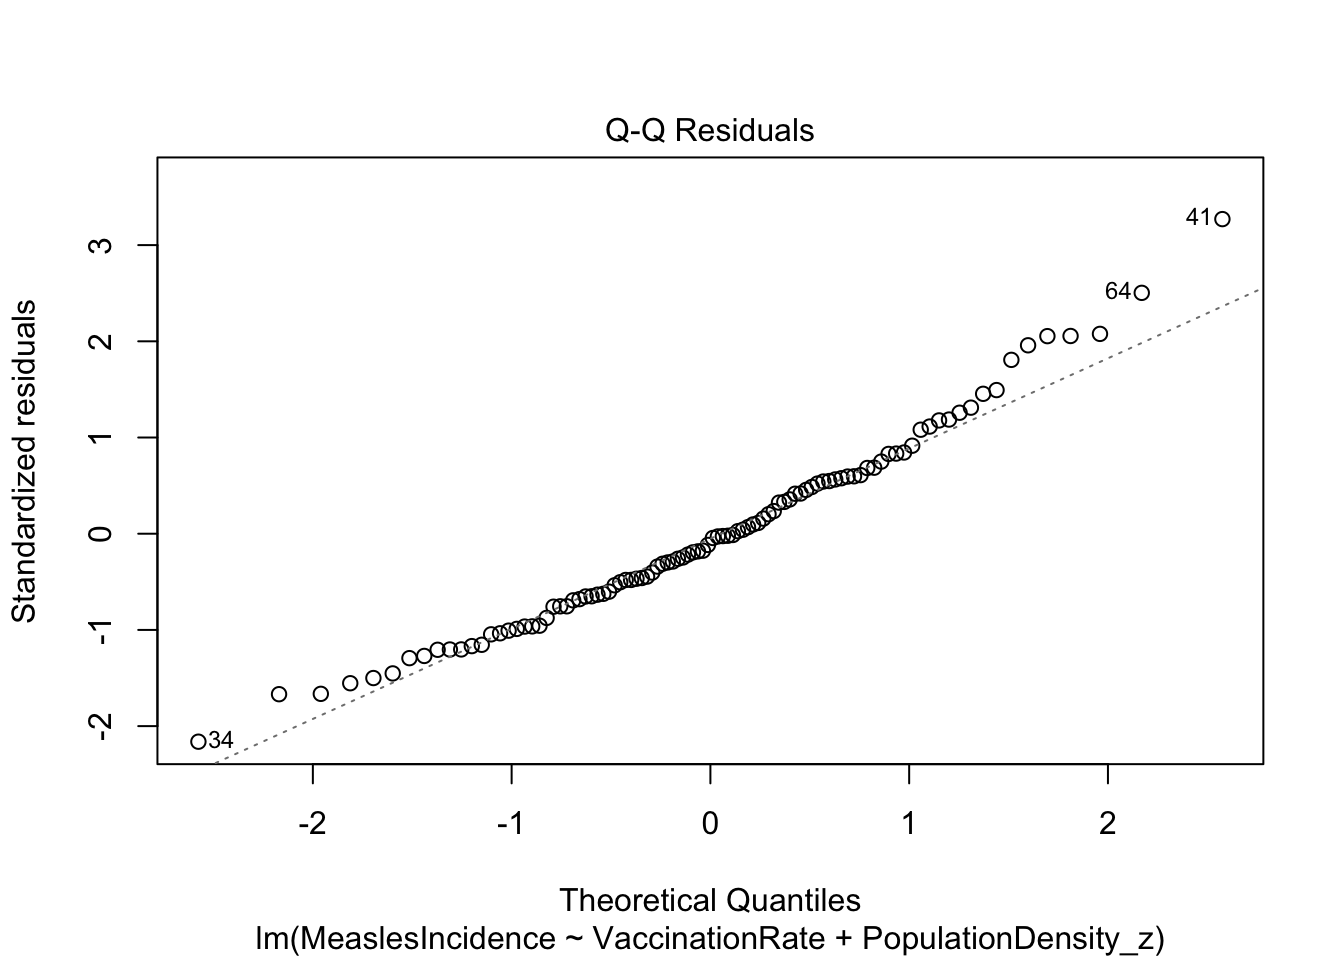 Q-Q Residuals
Standardized residuals
3
2
1
0
-1
-2
41
64
34
-2 -1 0 1 2
Theoretical Quantiles
lm(MeaslesIncidence ~ VaccinationRate + PopulationDensity_z)